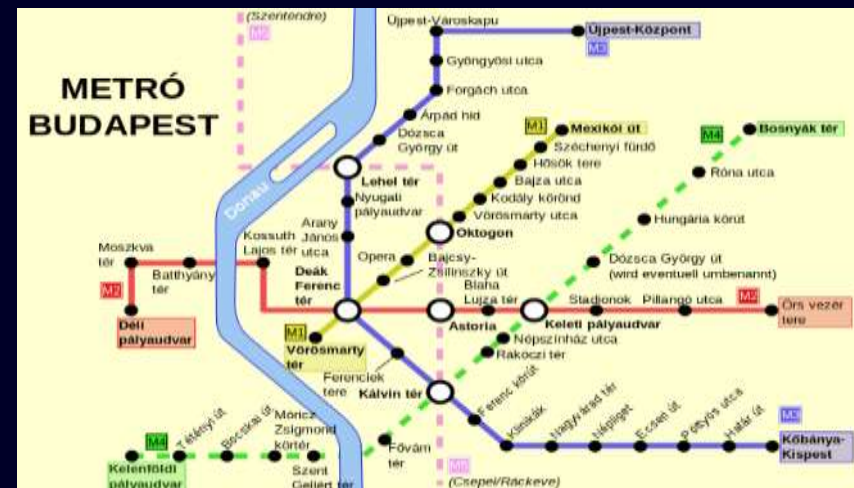 (Szentendre)
M5
METRÓ
BUDAPEST
Újpest-Városkapu
Újpest-Központ
M3
Gyöngyösi utca
Forgách utca
Árpád híd
Dózsca
György út
Lehel tér
Nyugati
pályaudvar
Arany
János
utca
M1
Mexikói út
Széchenyi fürdő
Hősök tere
Bajza utca
Kodály körönd
Vörösmarty utca
Oktogon
M4
Bosnyák tér
Róna utca
Hungária körút
Dózsca György út
(wird eventuell umbenannt)
Donau
Moszkva
tér
Batthyány
tér
Kossuth
Lajos tér
Opera
Bajcsy-
Zsilinszky út
Deák
Ferenc
tér
M2
Déli
pályaudvar
Blaha
Lujza tér
Astoria
Keleti pályaudvar
Stadionok
Pillangó utca
M2
Örs vezér
tere
M1
Vörösmarty
tér
Népszínház utca
Rákóczi tér
Ferenciek
tere
Kálvin tér
Ferenc körút
Klinikák
Nagyvárad tér
Népliget
Ecseri út
Pöttyös utca
Határ út
M3
Kőbánya-
Kispest
M4
Kelenföldi
pályaudvar
Tétényi út
Bocskai út
Móricz
Zsigmond
körtér
Szent
Gellért tér
Fővám
tér
M5
(Csepel/Ráckeve)